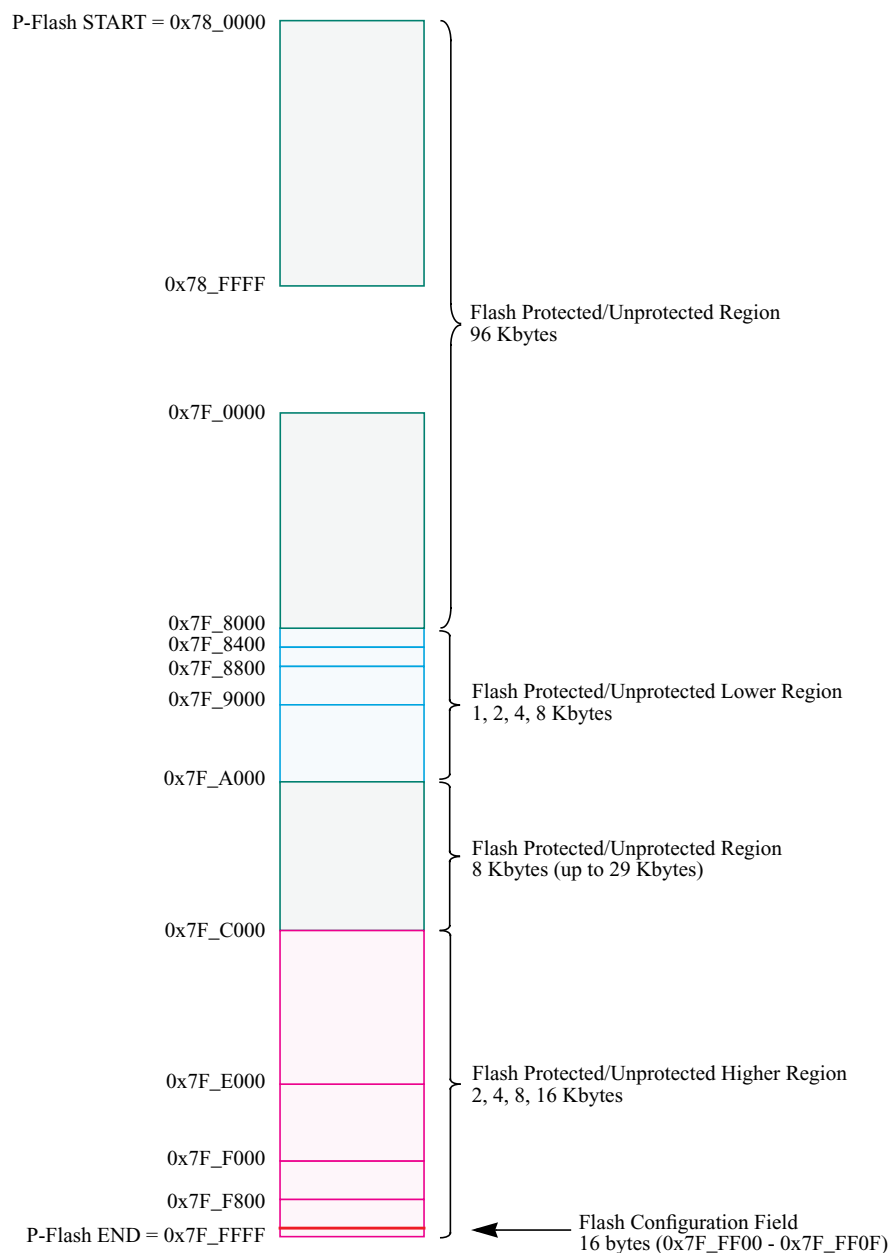 P-Flash START = 0x78_0000
0x78_FFFF
Flash Protected/Unprotected Region
96 Kbytes
0x7F_0000
0x7F_8000
0x7F_8400
0x7F_8800
0x7F_9000
Flash Protected/Unprotected Lower Region
1, 2, 4, 8 Kbytes
0x7F_A000
Flash Protected/Unprotected Region
8 Kbytes (up to 29 Kbytes)
0x7F_C000
Flash Protected/Unprotected Higher Region
2, 4, 8, 16 Kbytes
0x7F_E000
0x7F_F000
0x7F_F800
P-Flash END = 0x7F_FFFF
Flash Configuration Field
16 bytes (0x7F_FF00 - 0x7F_FF0F)